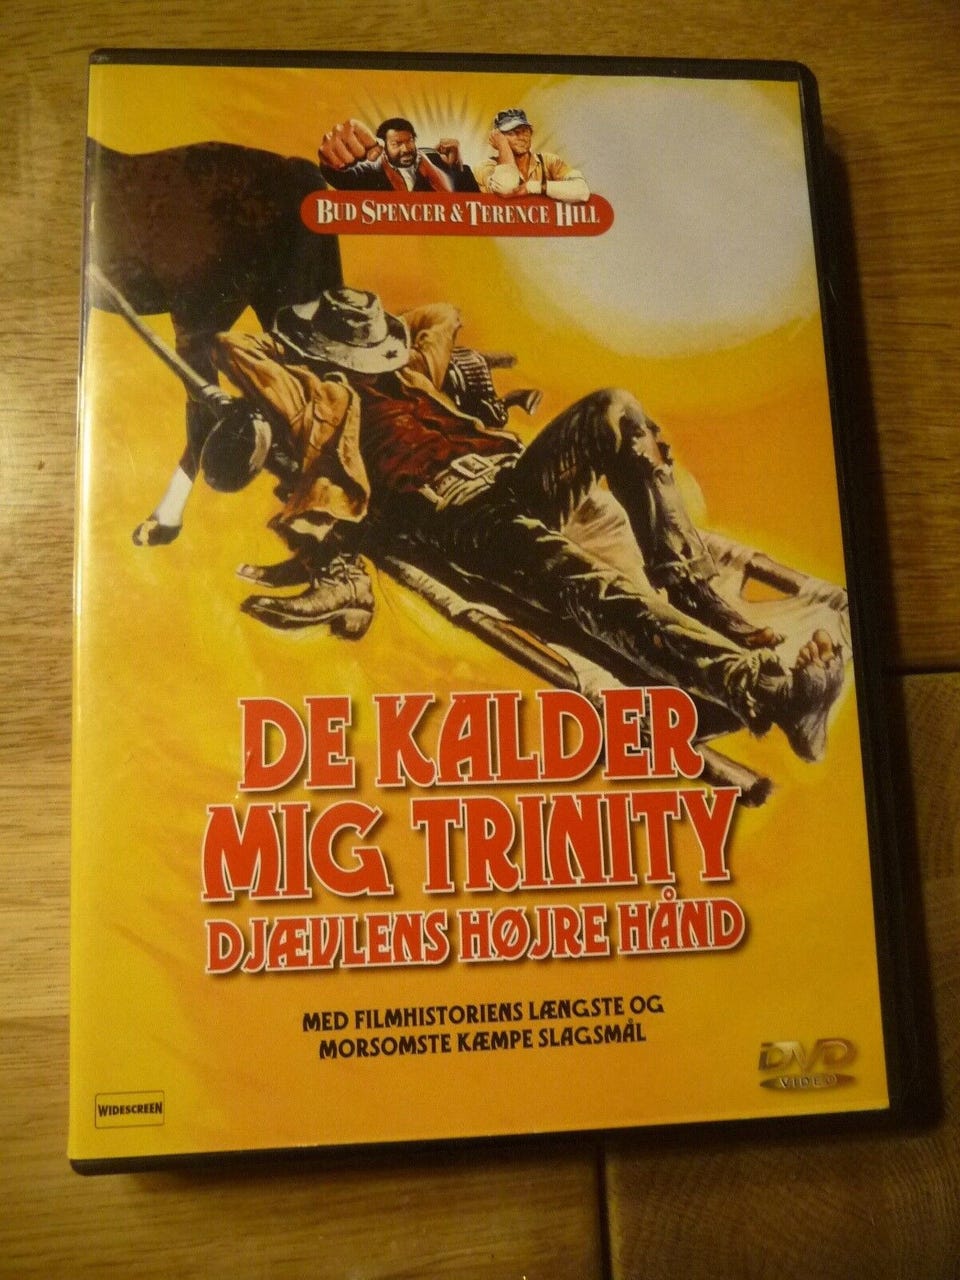 BUD SPENCER & TERENCE HILL
DE KALDER
MIG TRINITY
DJÆVLENS HØJRE HÅND
MED FILMHISTORIENS LÆNGSTE OG
MORSOMSTE KÆMPE SLAGSMÅL
DVD
VIDEO
WIDESCREEN